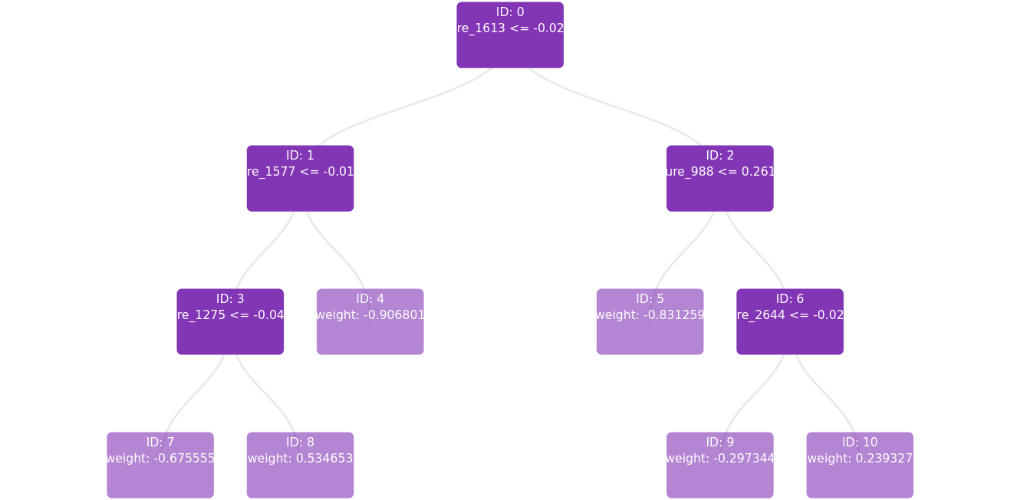 ID: 0
re_1613 <= -0.02
ID: 1
re_1577 <= -0.01
ID: 2
ure_988 <= 0.261
ID: 3
re_1275 <= -0.04
ID: 4
weight: -0.906801
ID: 5
weight: -0.831259
ID: 6
re_2644 <= -0.02
ID: 7
weight: -0.675555
ID: 8
weight: 0.534653
ID: 9
weight: -0.297344
ID: 10
weight: 0.239327